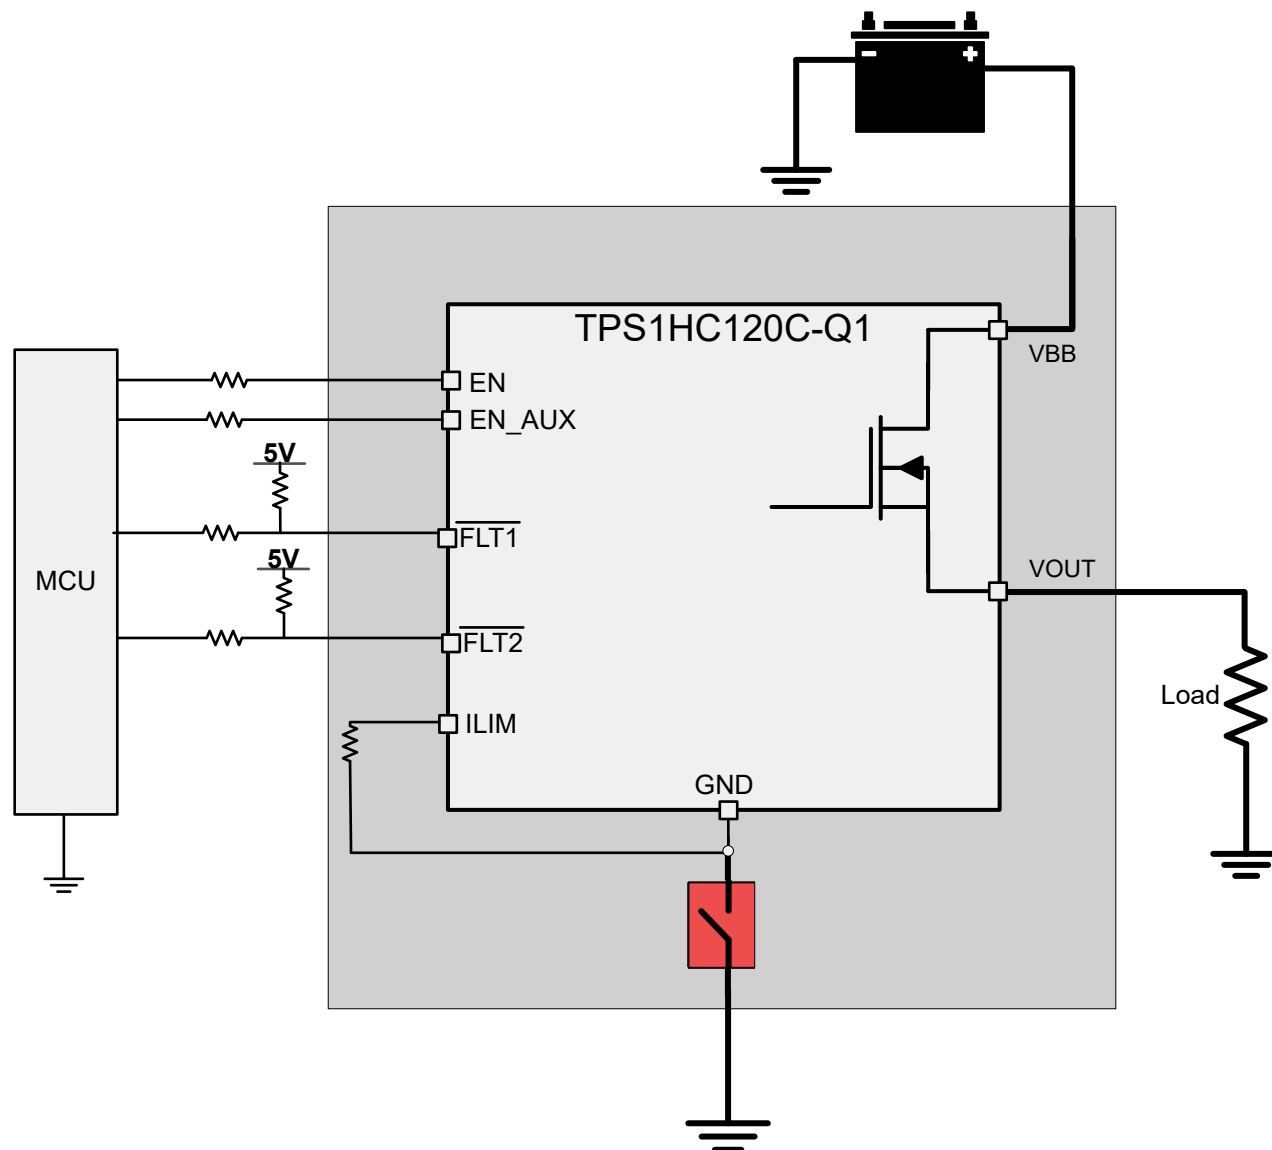 TPS1HC120C-Q1
VBB
EN
EN_AUX
5V
FLT1
5V
VOUT
MCU
FLT2
Load
ILIM
GND